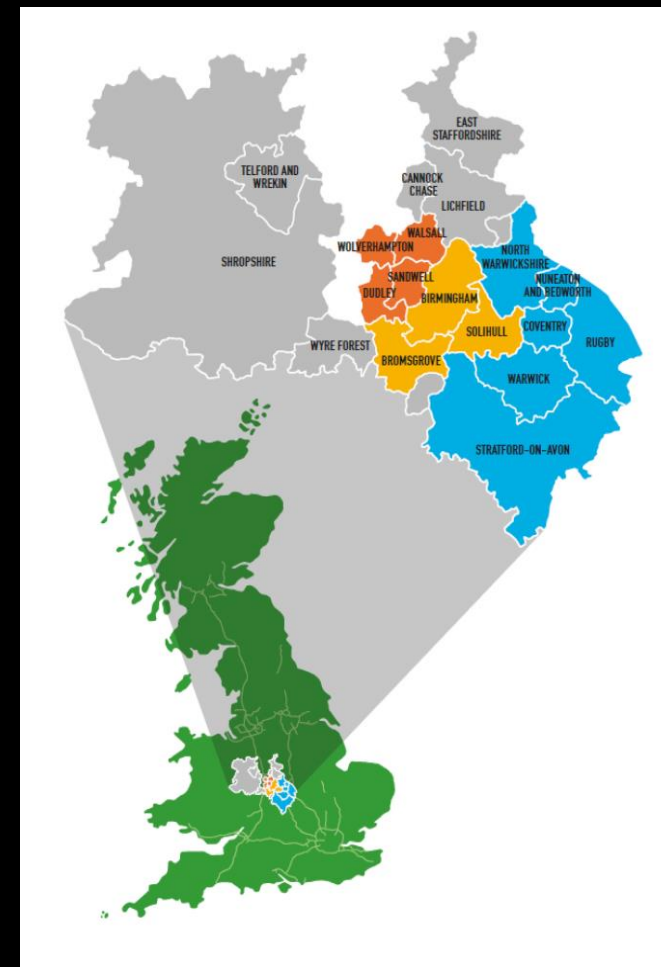 EAST
STAFFORDSHIRE
TELFORD AND
WREKIN
CANNOCK
CHASE
LICHFIELD
WALSALL
WOLVERHAMPTON
SHROPSHIRE
NORTH
WARWICKSHIRE
SANDWELL
DUDLEY
BIRMINGHAM
NUNEATON
AND BEDWORTH
SOLIHULL
COVENTRY
RUGBY
WYRE FOREST
BROMSGROVE
WARWICK
STRATFORD-ON-AVON